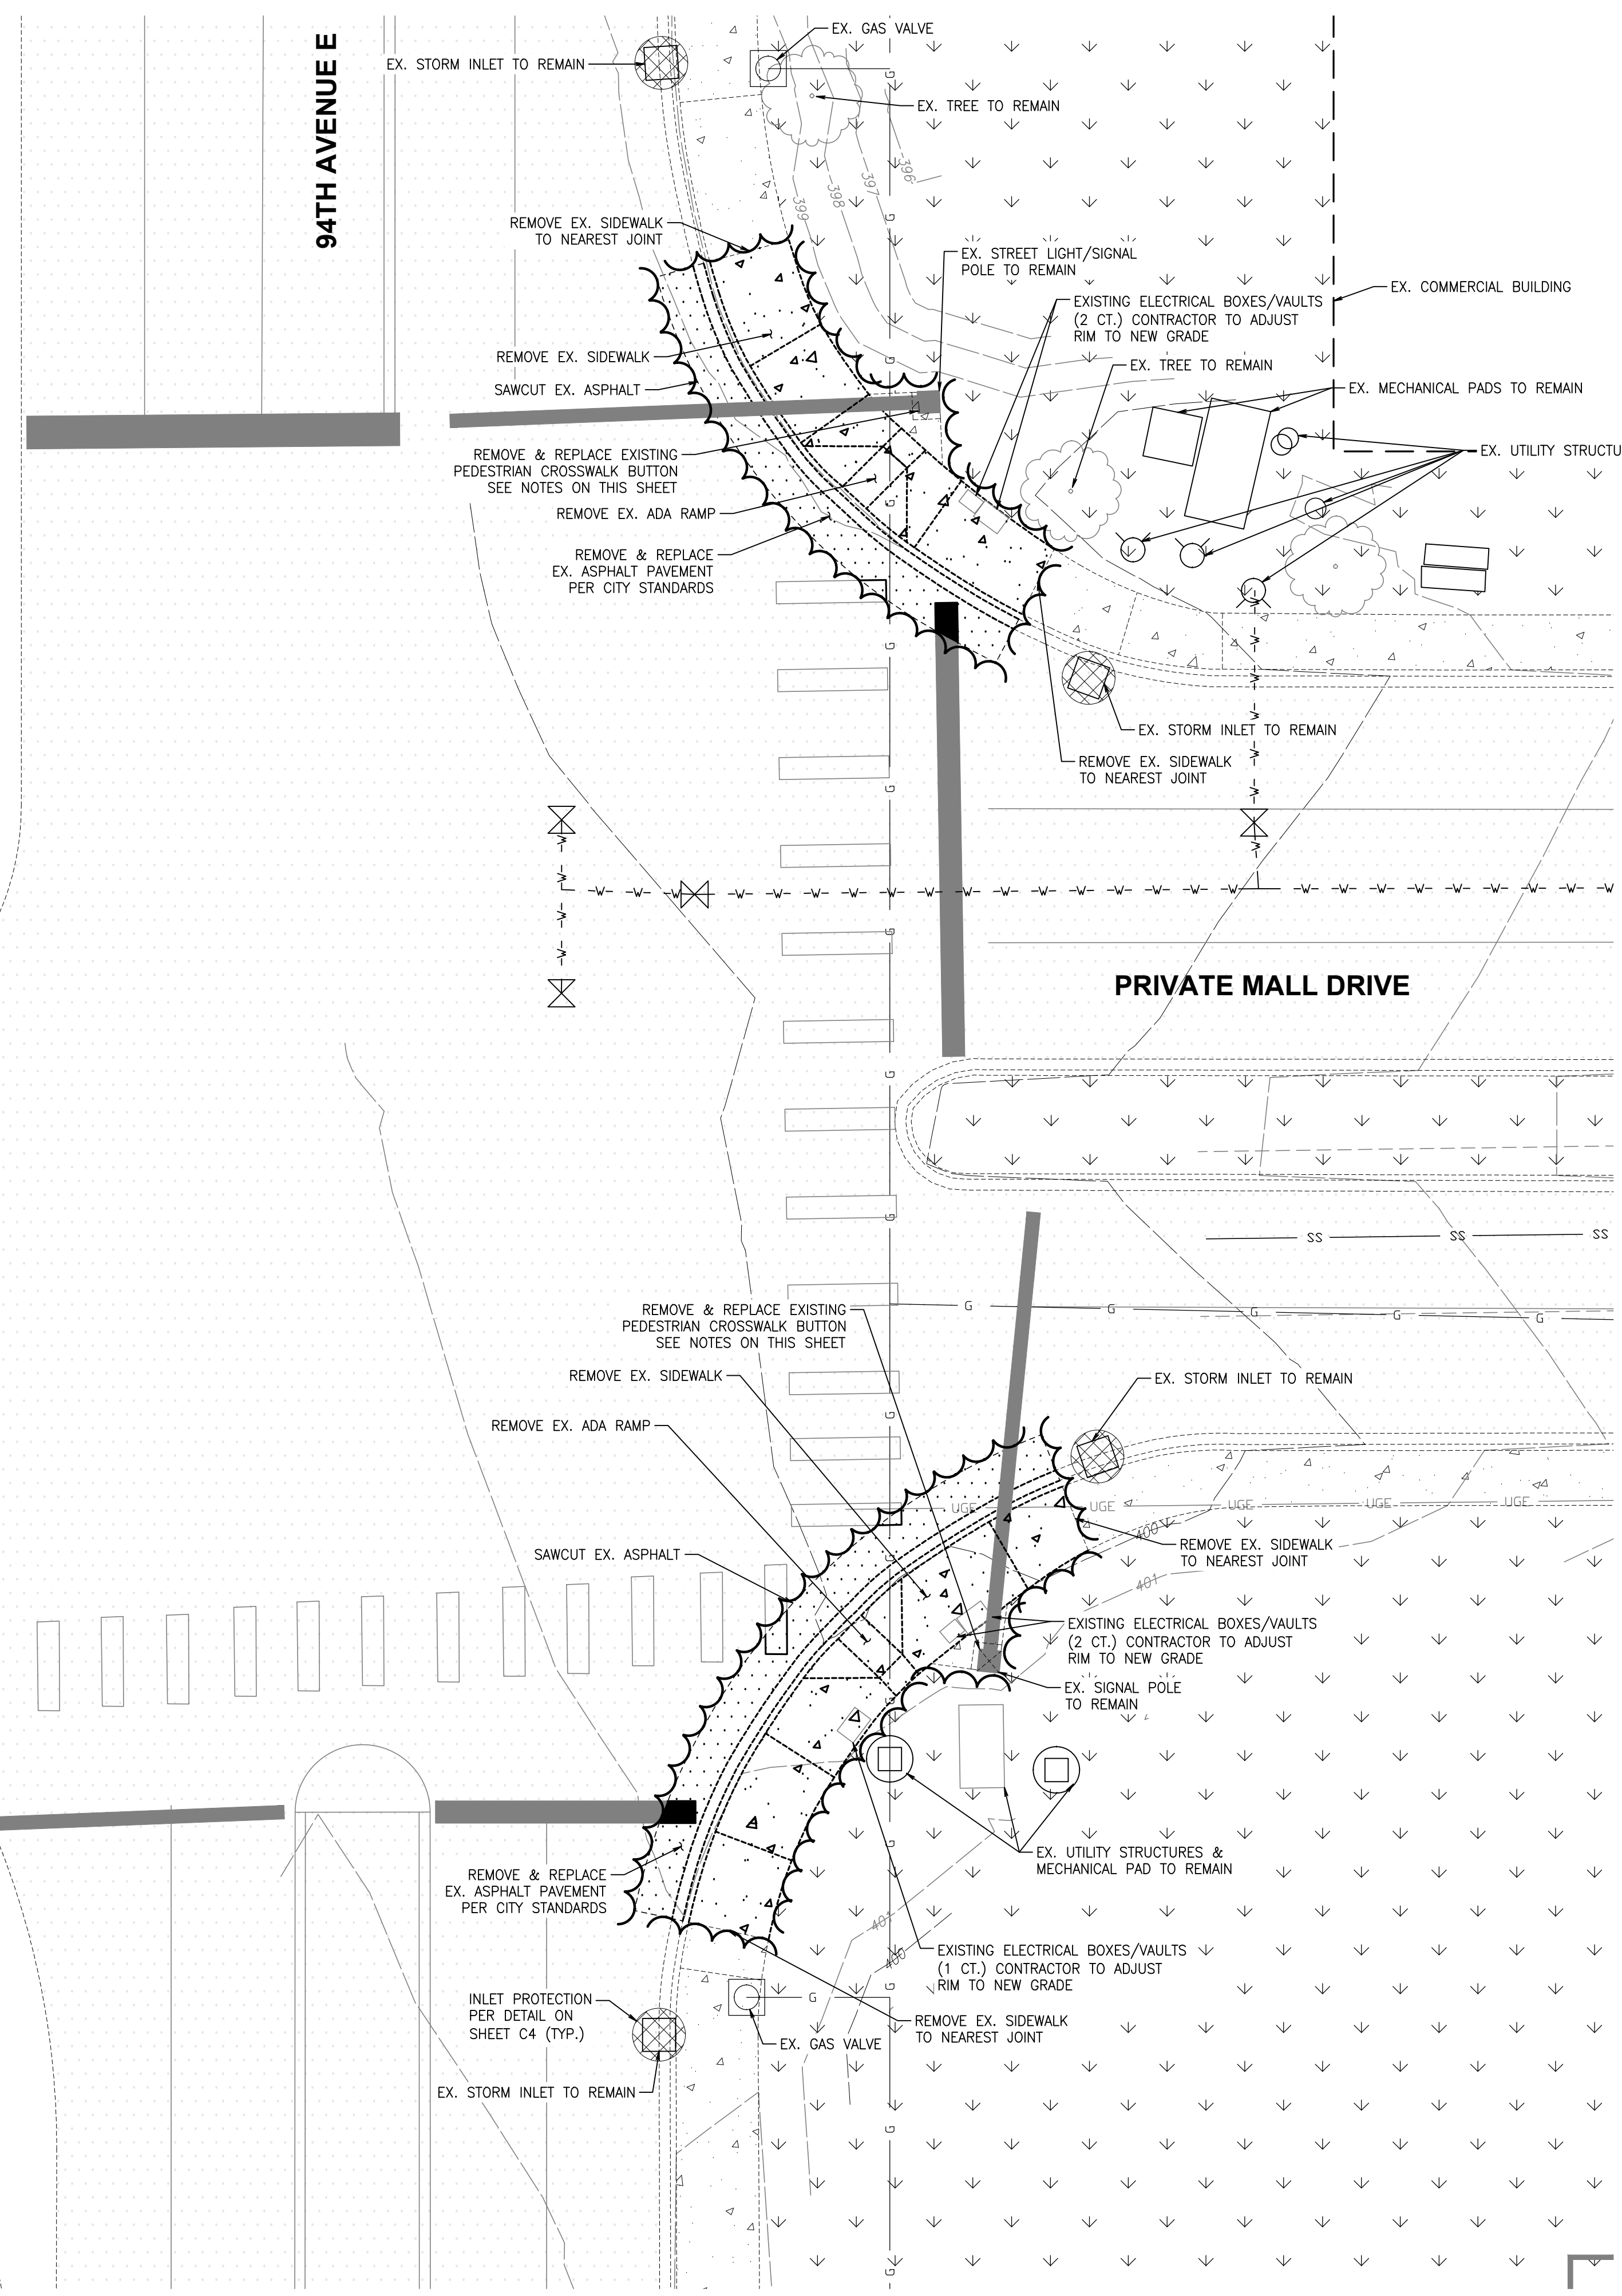 94TH AVENUE E
EX. GAS VALVE
EX. STORM INLET TO REMAIN
EX. TREE TO REMAIN
396
397
398
399
REMOVE EX. SIDEWALK
TO NEAREST JOINT
EX. STREET LIGHT/SIGNAL
POLE TO REMAIN
EX. COMMERCIAL BUILDING
EXISTING ELECTRICAL BOXES/VAULTS
(2 CT.) CONTRACTOR TO ADJUST
RIM TO NEW GRADE
REMOVE EX. SIDEWALK
EX. TREE TO REMAIN
SAWCUT EX. ASPHALT
EX. MECHANICAL PADS TO REMAIN
REMOVE & REPLACE EXISTING
PEDESTRIAN CROSSWALK BUTTON
SEE NOTES ON THIS SHEET
EX. UTILITY STRUCTU
REMOVE EX. ADA RAMP
REMOVE & REPLACE
EX. ASPHALT PAVEMENT
PER CITY STANDARDS
EX. STORM INLET TO REMAIN
REMOVE EX. SIDEWALK
TO NEAREST JOINT
G
G
G
G
G
G
W W W W W W W W W W W W W W W W W W W W W W W W W
PRIVATE MALL DRIVE
G
G
SS SS SS
G G G G G
REMOVE & REPLACE EXISTING
PEDESTRIAN CROSSWALK BUTTON
SEE NOTES ON THIS SHEET
REMOVE EX. SIDEWALK
EX. STORM INLET TO REMAIN
REMOVE EX. ADA RAMP
UGE UGE UGE UGE UGE
400
REMOVE EX. SIDEWALK
TO NEAREST JOINT
SAWCUT EX. ASPHALT
401
EXISTING ELECTRICAL BOXES/VAULTS
(2 CT.) CONTRACTOR TO ADJUST
RIM TO NEW GRADE
EX. SIGNAL POLE
TO REMAIN
EX. UTILITY STRUCTURES &
MECHANICAL PAD TO REMAIN
REMOVE & REPLACE
EX. ASPHALT PAVEMENT
PER CITY STANDARDS
401
400
EXISTING ELECTRICAL BOXES/VAULTS
(1 CT.) CONTRACTOR TO ADJUST
RIM TO NEW GRADE
INLET PROTECTION
PER DETAIL ON
SHEET C4 (TYP.)
G
REMOVE EX. SIDEWALK
TO NEAREST JOINT
EX. GAS VALVE
EX. STORM INLET TO REMAIN
G
G